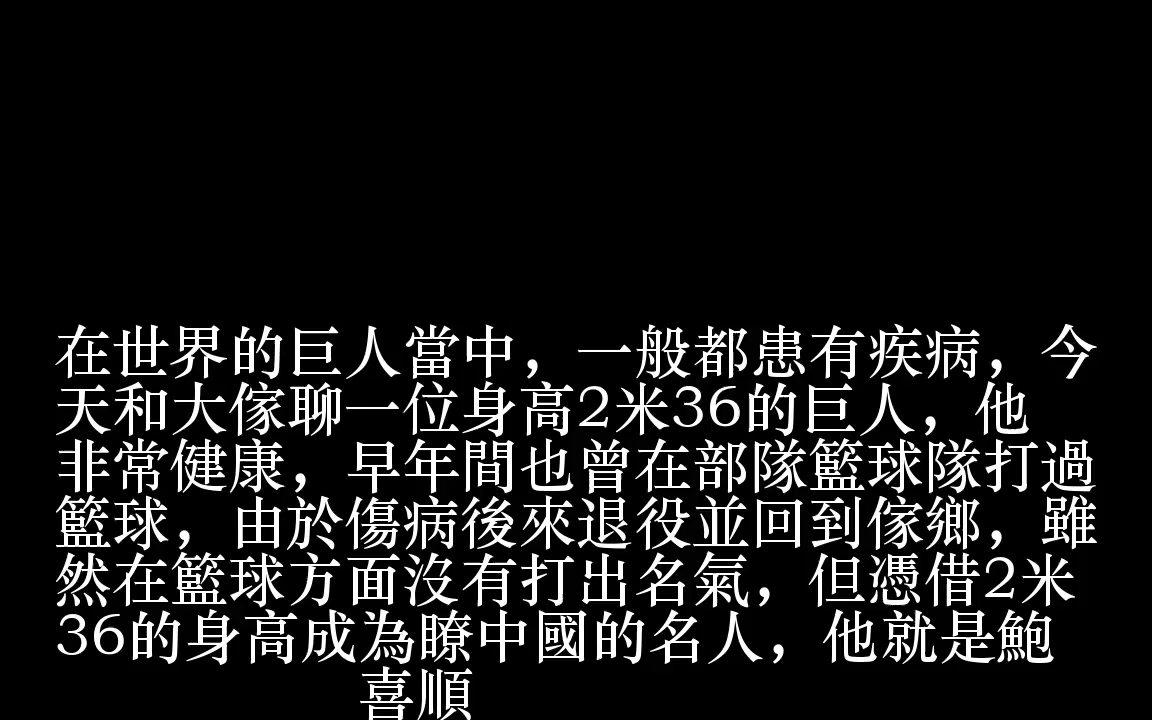 在世界的巨人當中，一般都患有疾病，今
天和大傢聊一位身高2米36的巨人，他
非常健康，早年間也曾在部隊籃球隊打過
籃球，由於傷病後來退役並回到傢鄉，雖
然在籃球方面沒有打出名氣，但憑借2米
36的身高成為瞭中國的名人，他就是鮑
喜順